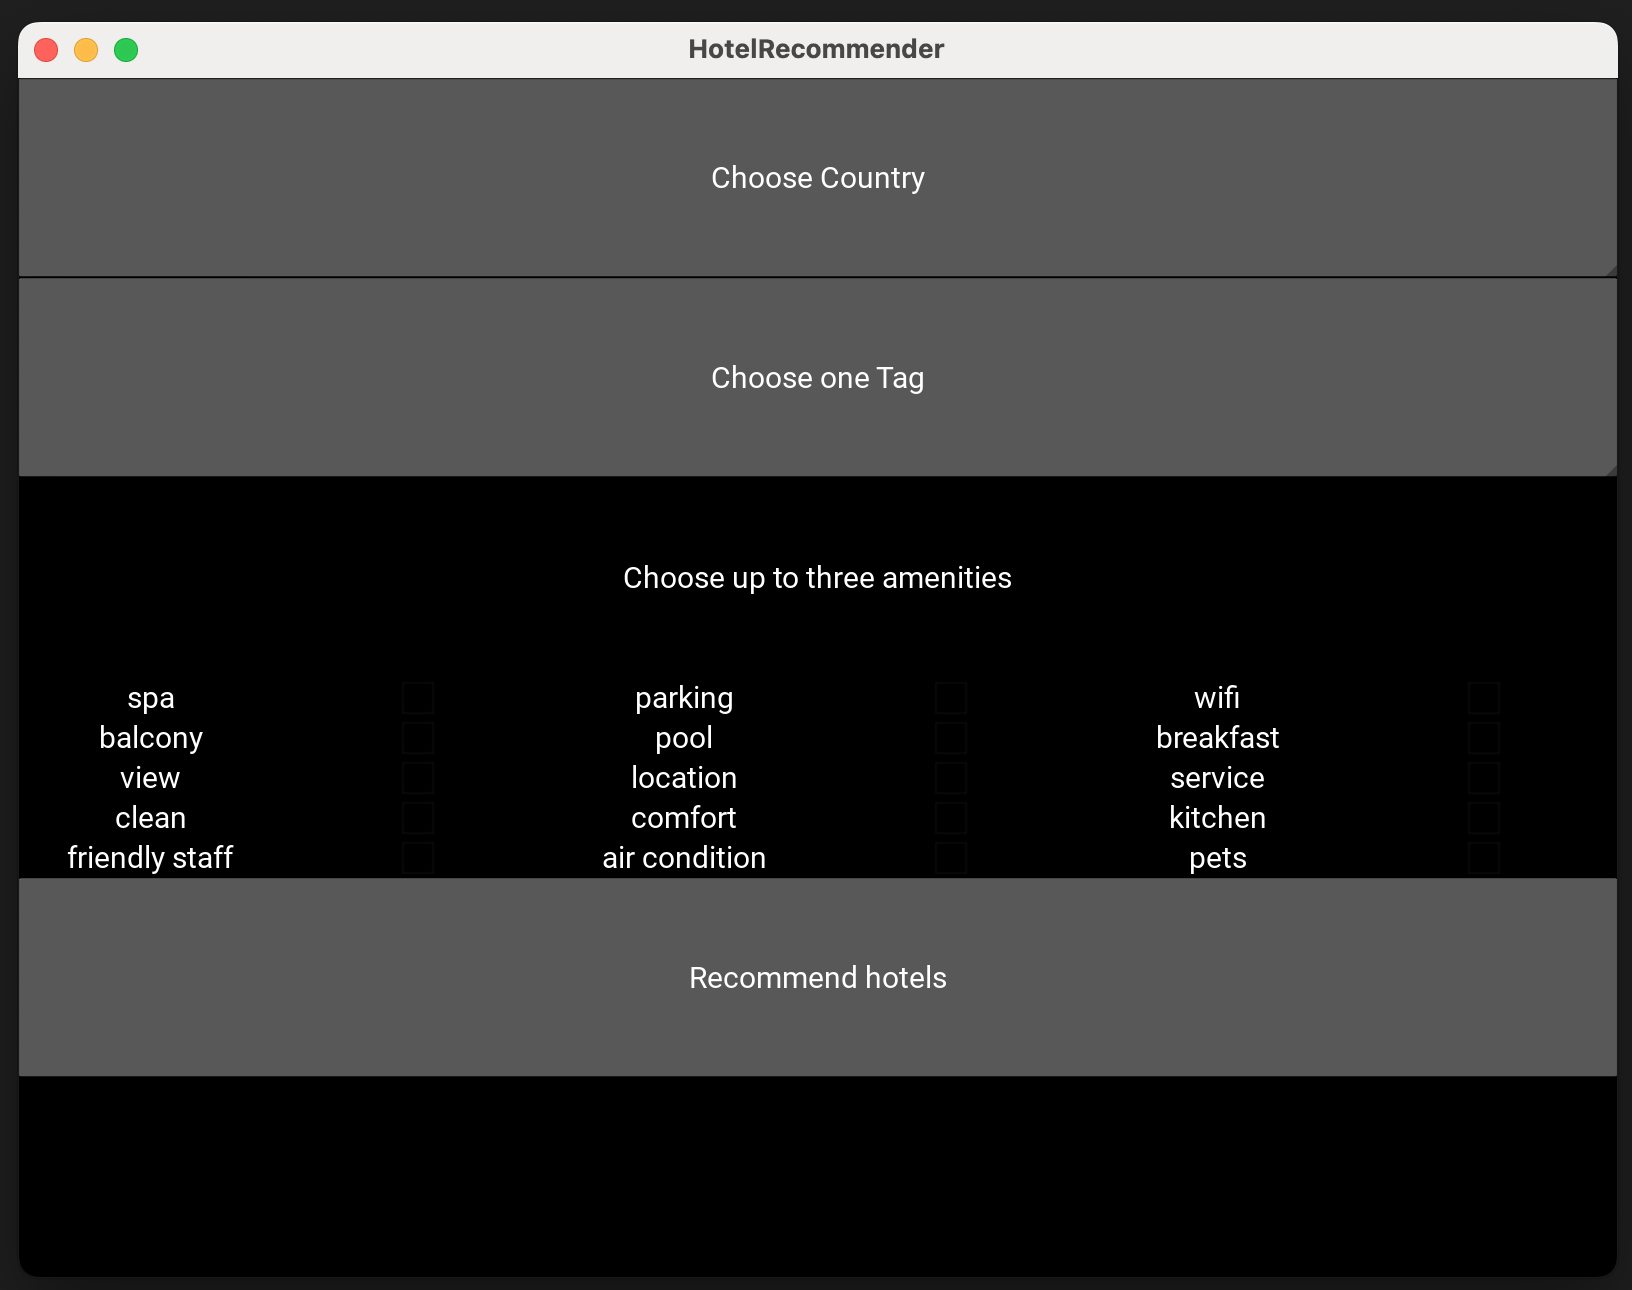 HotelRecommender
Choose Country
Choose one Tag
Choose up to three amenities
spa parking wifi
balcony pool breakfast
view location service
clean comfort kitchen
friendly staff air condition pets
Recommend hotels